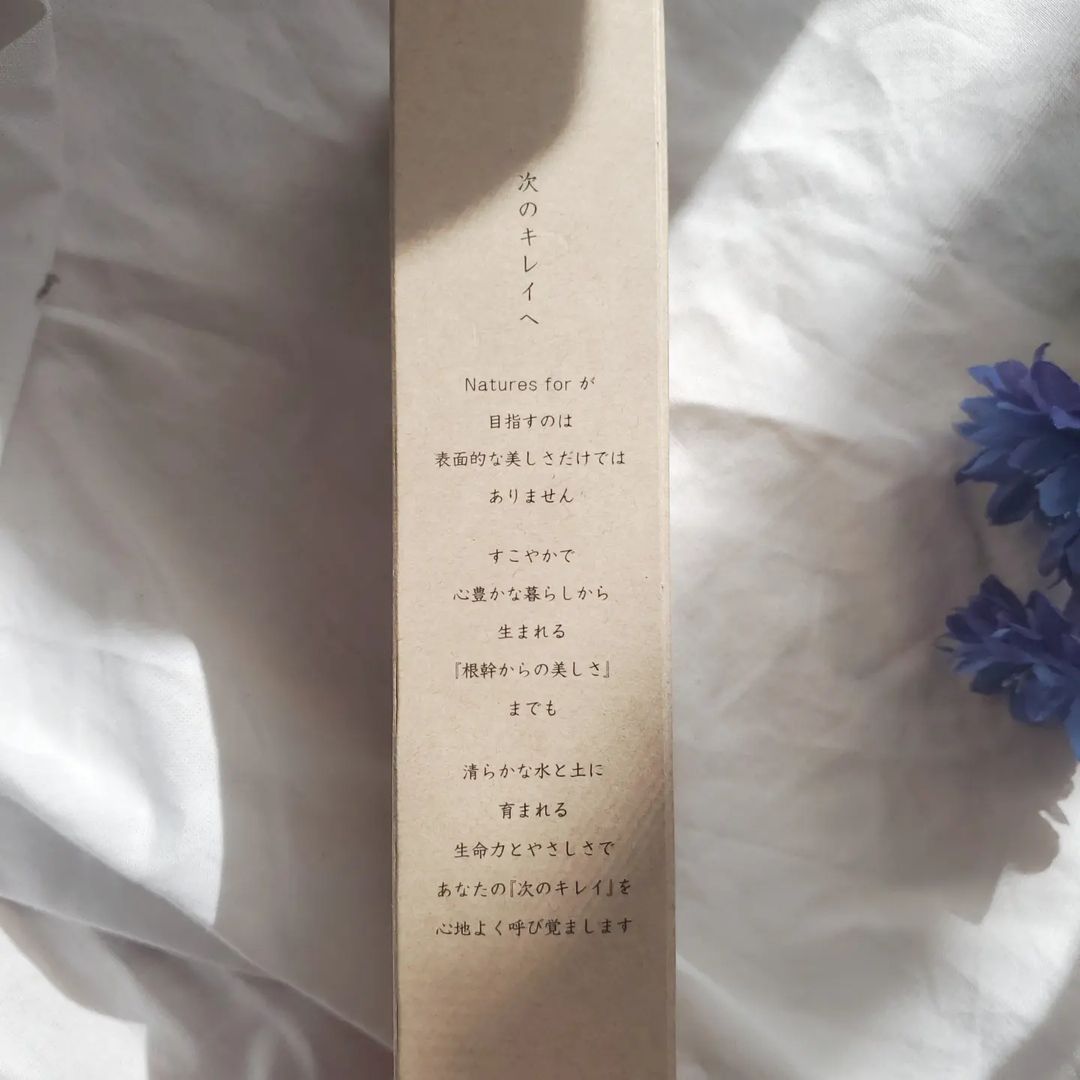 次のキレイへ
Natures for が
目指すのは
表面的な美しさだけでは
ありません
すこやかで
心豊かな暮らしから
生まれる
『根幹からの美しさ』
までも
清らかな水と土に
育まれる
生命力とやさしさで
あなたの『次のキレイ』を
心地よく呼び覚まします